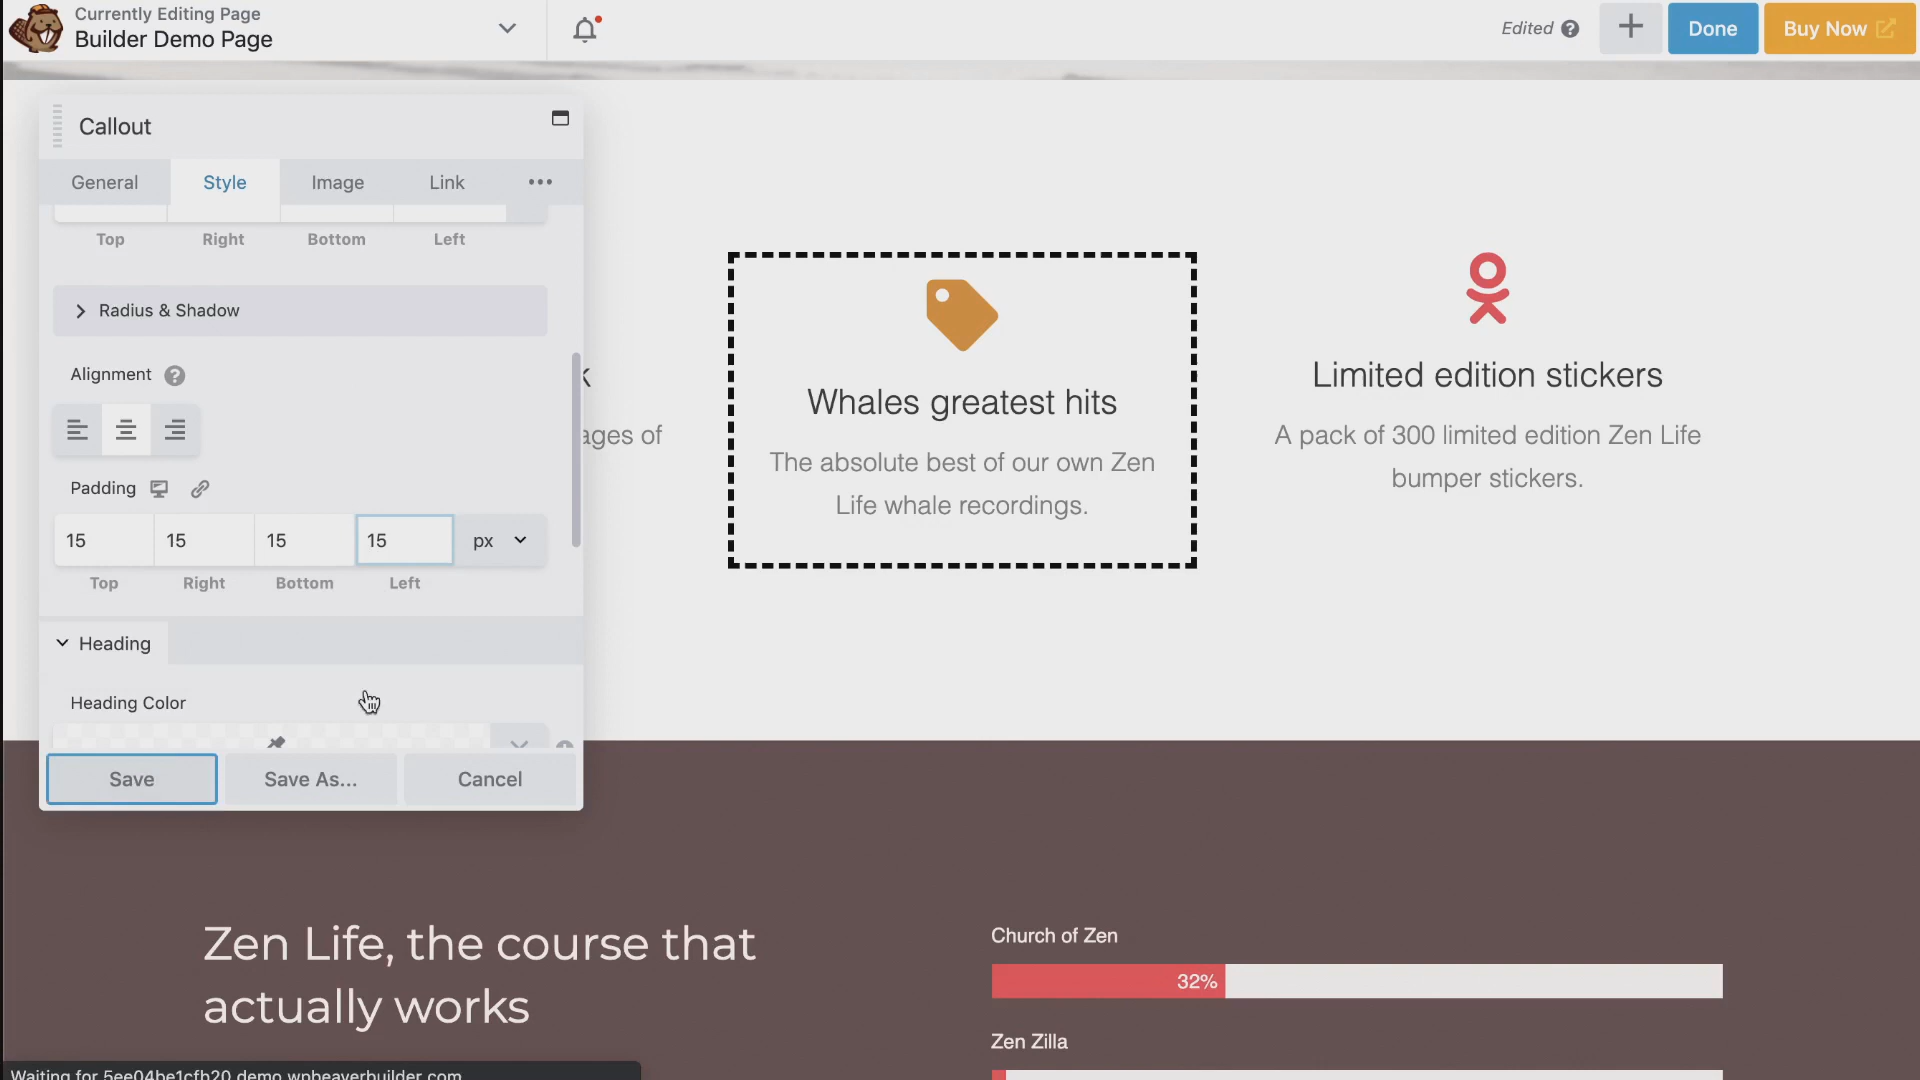 Currently Editing Page
Builder Demo Page
Edited ?
+
Done
Buy Now
Callout
General
Style
Image
Link
Top
Right
Bottom
Left
Radius & Shadow
Alignment ?
Padding
15
15
15
15
px
Top
Right
Bottom
Left
Heading
Heading Color
Save
Save As...
Cancel
k
ages of
Whales greatest hits
The absolute best of our own Zen
Life whale recordings.
Limited edition stickers
A pack of 300 limited edition Zen Life
bumper stickers.
Zen Life, the course that
actually works
Church of Zen
32%
Zen Zilla
Waiting for 5ee04be1cfb20.demo.wpbeaverbuilder.com...